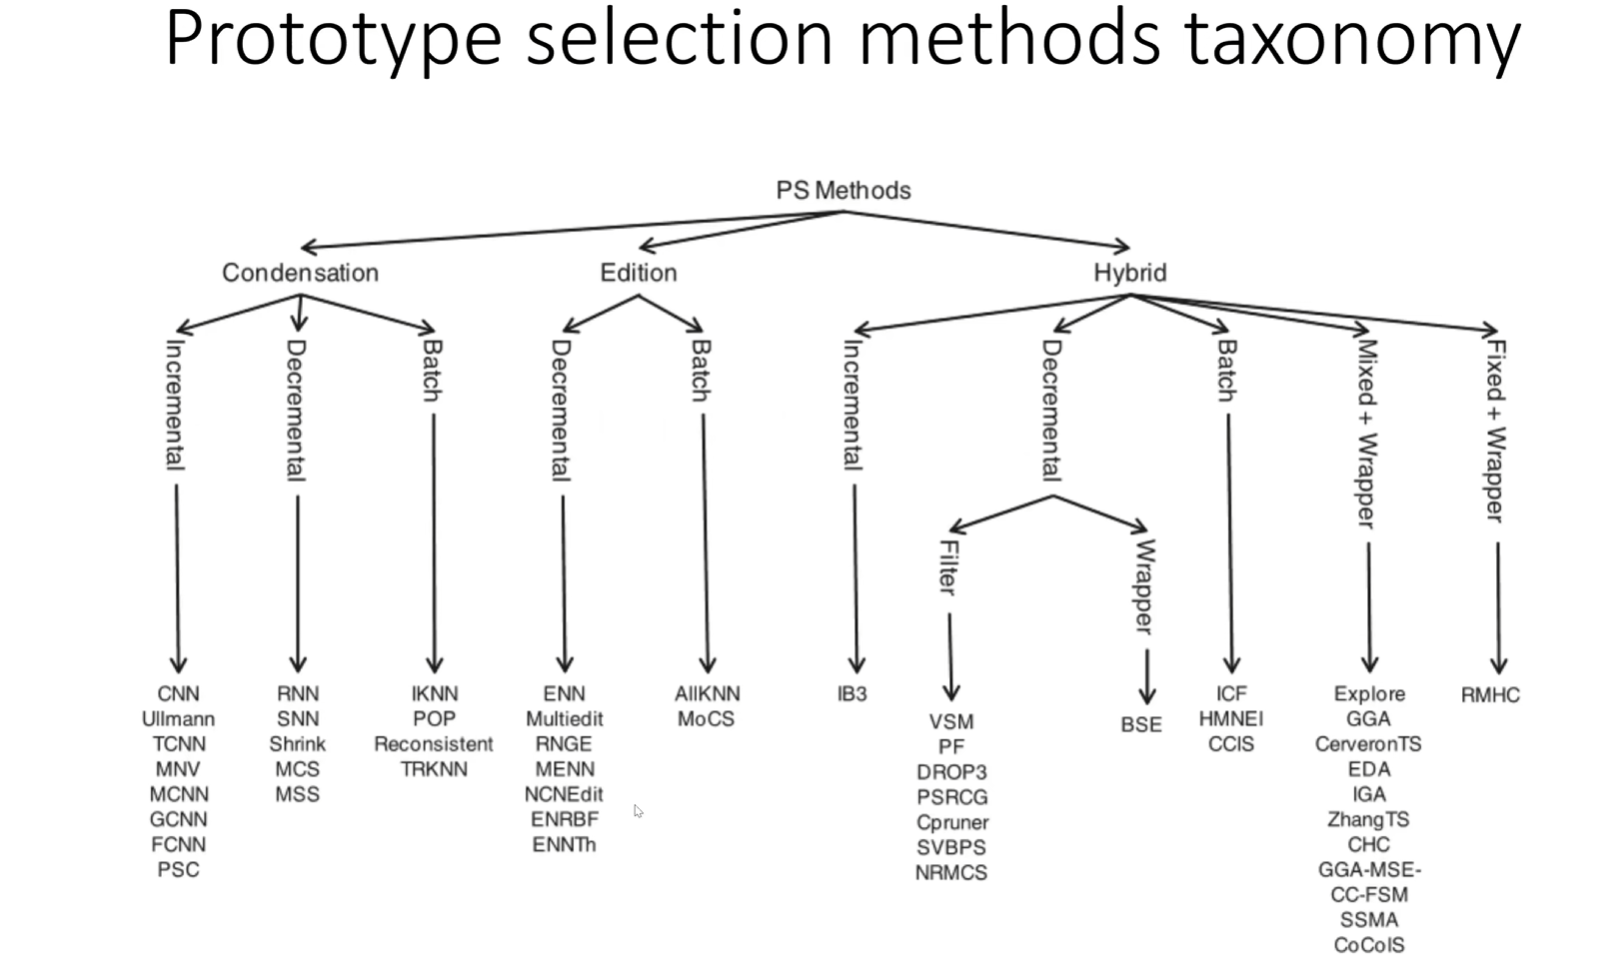 Prototype selection methods taxonomy
PS Methods
Condensation
Edition
Hybrid
Incremental
Decremental
Batch
Decremental
Batch
Incremental
Decremental
Batch
Mixed + Wrapper
Fixed + Wrapper
Filter
Wrapper
CNN
Ullmann
TCNN
MNV
MCNN
GCNN
FCNN
PSC
RNN
SNN
Shrink
MCS
MSS
IKNN
POP
Reconsistent
TRKNN
ENN
Multiedit
RNGE
MENN
NCNEdit
ENRBF
ENNTh
AllKNN
MoCS
IB3
VSM
PF
DROP3
PSRCG
Cpruner
SVBPS
NRMCS
BSE
ICF
HMNEI
CCIS
Explore
GGA
CerveronTS
EDA
IGA
ZhangTS
CHC
GGA-MSE-
CC-FSM
SSMA
CoCoIS
RMHC